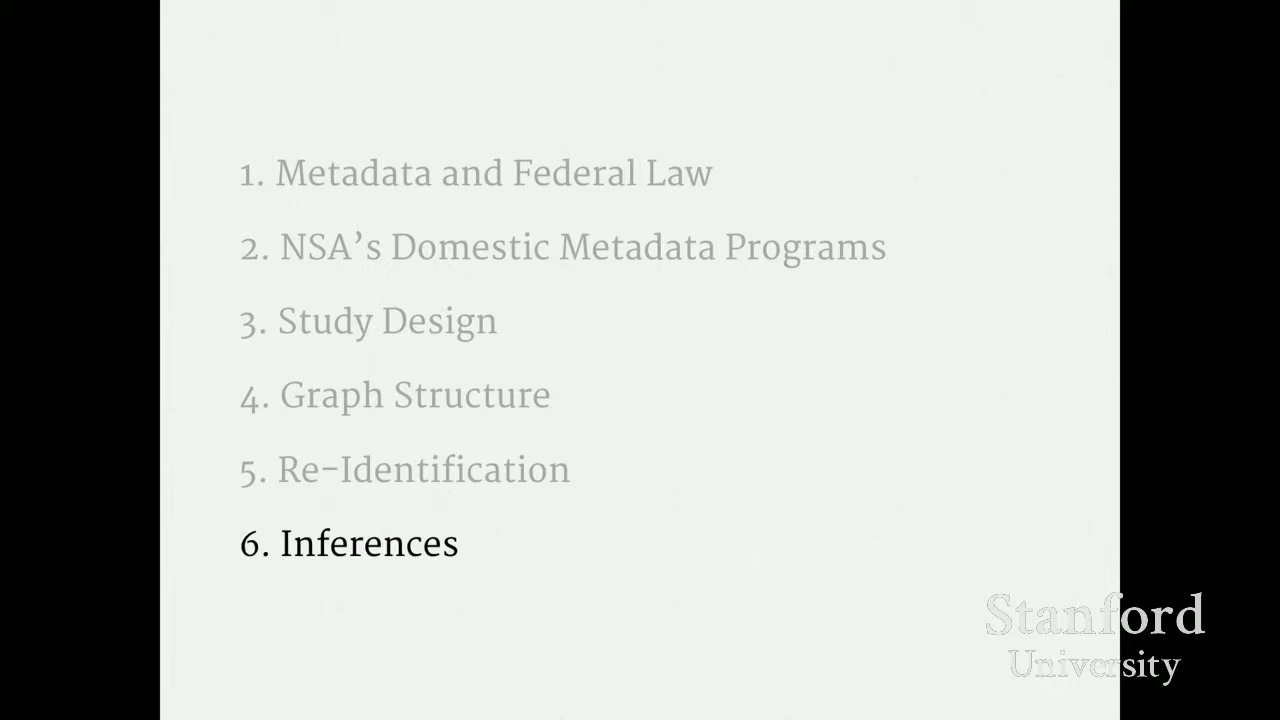 1. Metadata and Federal Law
2. NSA’s Domestic Metadata Programs
3. Study Design
4. Graph Structure
5. Re-Identification
6. Inferences
Stanford
University